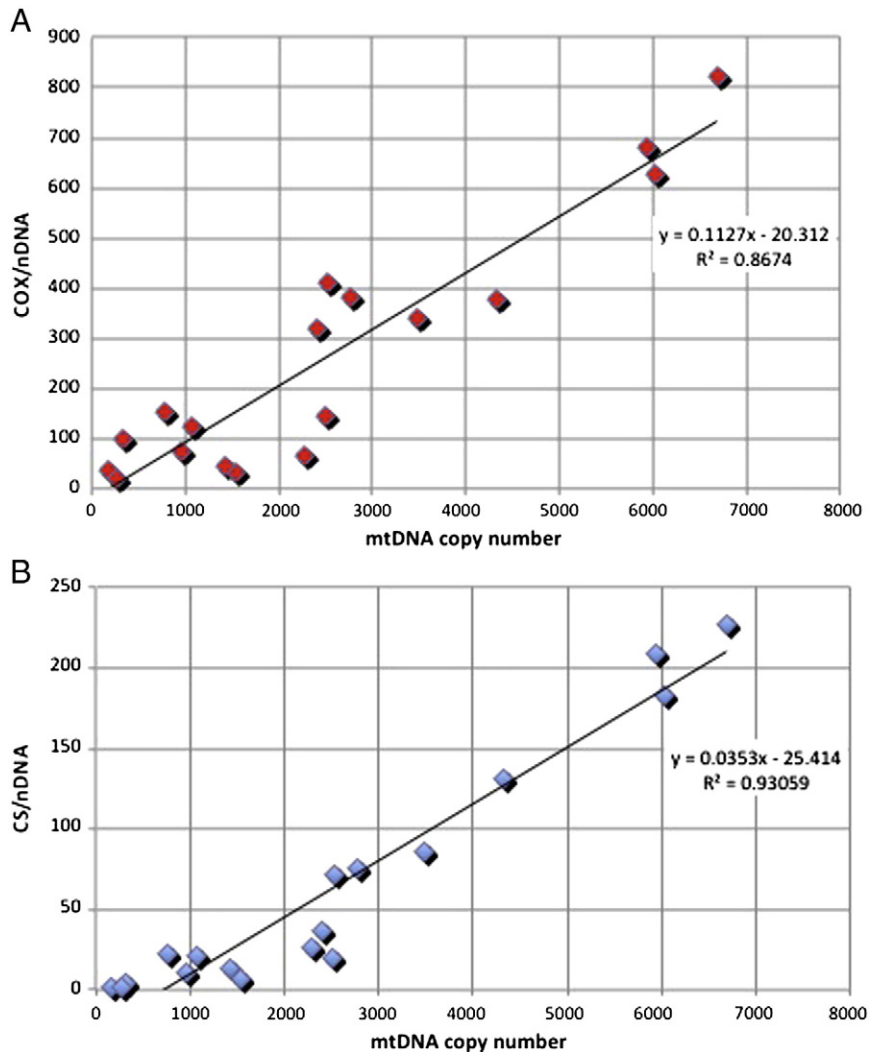 A
900
800
700
600
500
400
300
200
100
0
COX/nDNA
y = 0.1127x - 20.312
R² = 0.8674
0 1000 2000 3000 4000 5000 6000 7000 8000
mtDNA copy number
B
250
200
150
100
50
0
CS/nDNA
y = 0.0353x - 25.414
R² = 0.93059
0 1000 2000 3000 4000 5000 6000 7000 8000
mtDNA copy number